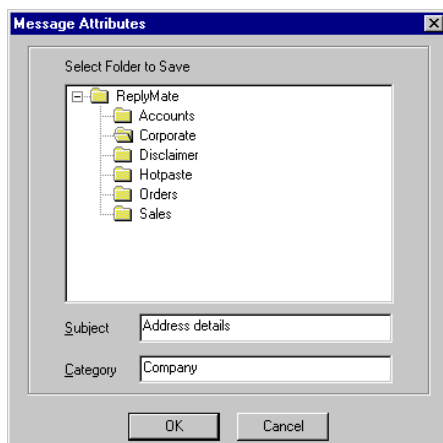 Message Attributes
Select Folder to Save
ReplyMate
Accounts
Corporate
Disclaimer
Hotpaste
Orders
Sales
Subject Address details
Category Company
OK Cancel